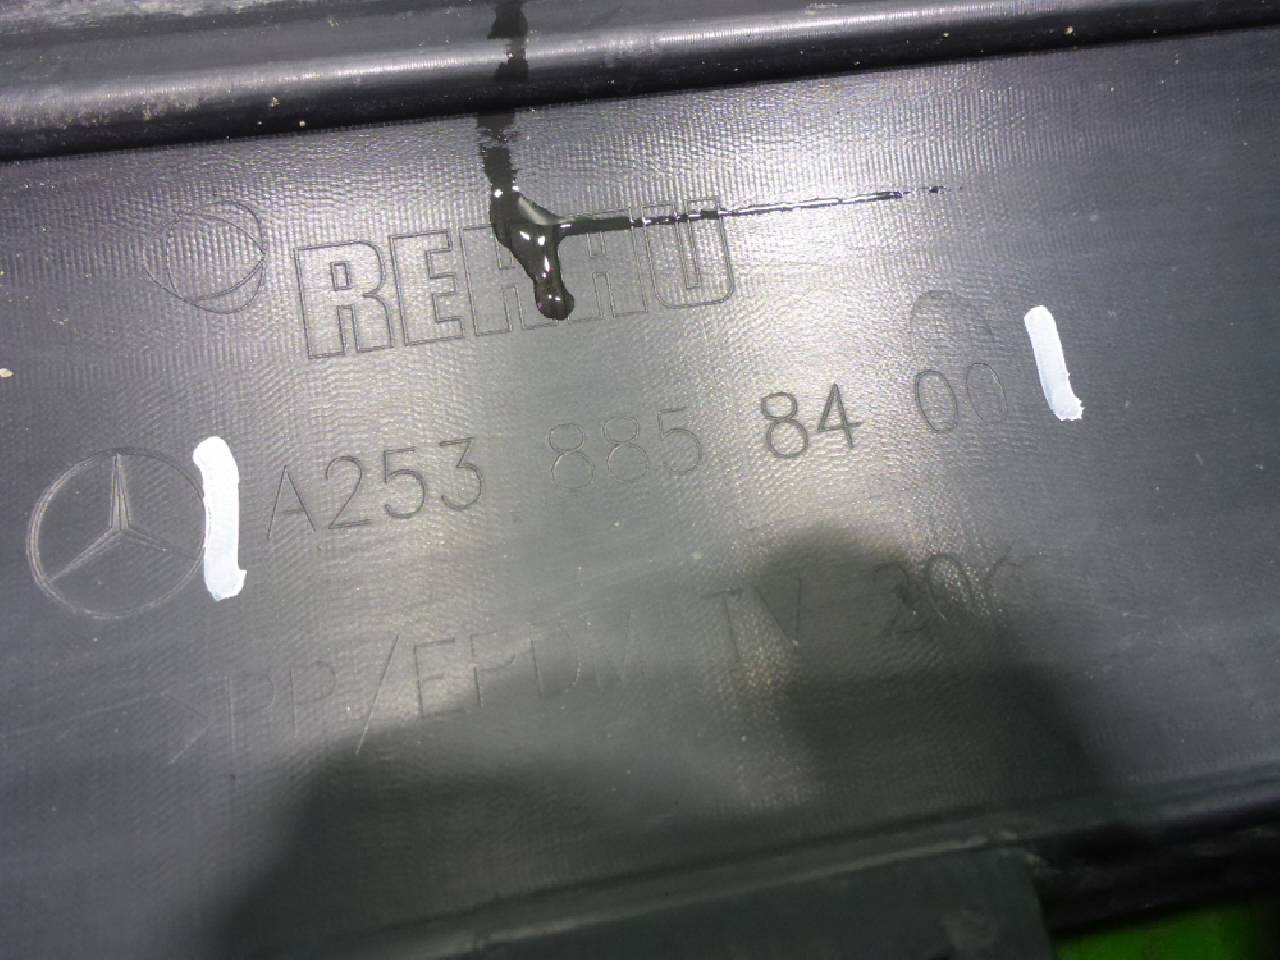 REHAU
A253 885 84 00
>PP/EPDM TV 20<